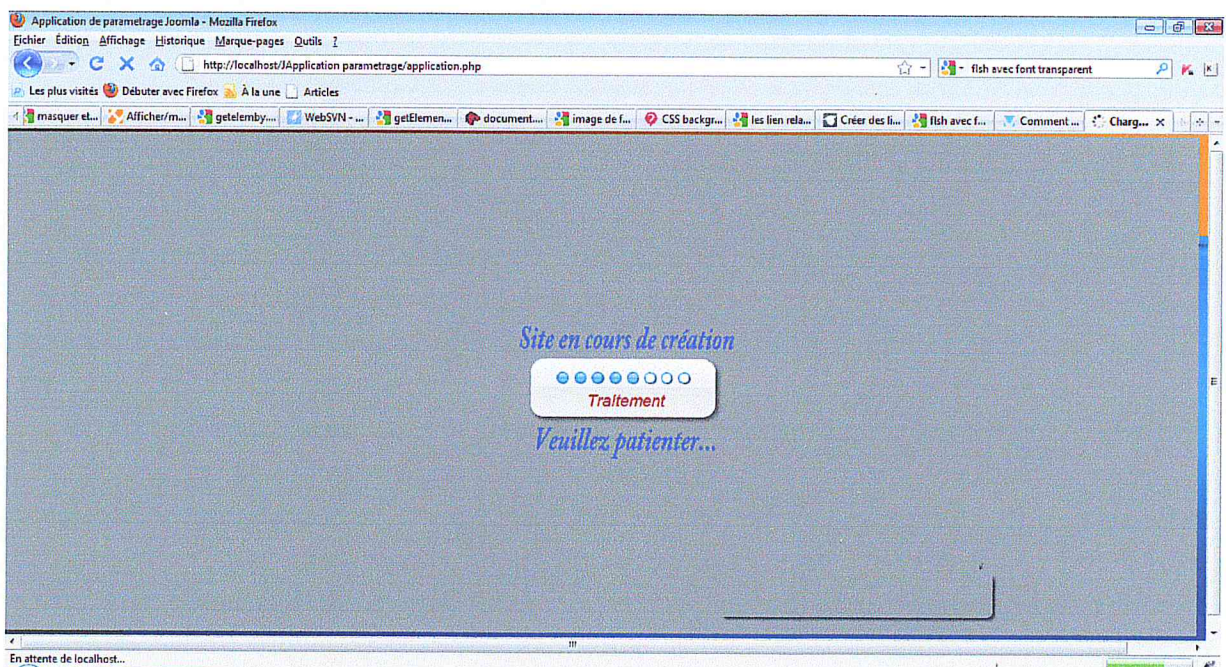 Application de parametrage Joomla - Mozilla Firefox
Fichier Édition Affichage Historique Marque-pages Outils ?
http://localhost/JApplication parametrage/application.php
flsh avec font transparent
Les plus visités Débuter avec Firefox À la une Articles
masquer et... Afficher/m... getelemby.... WebSVN - ... getElemen... document.... image de f... CSS backgr... les lien rela... Créer des li... flsh avec f... Comment ... Charg...
Site en cours de création
Traitement
Veuillez patienter...
En attente de localhost...